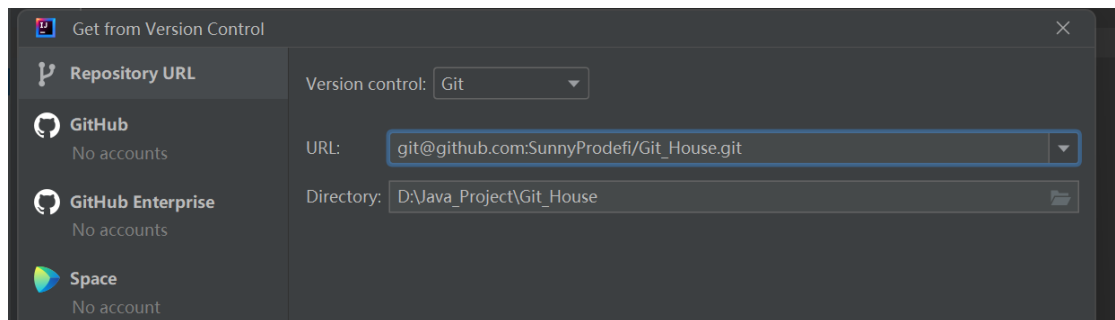 Get from Version Control
Repository URL
GitHub
No accounts
GitHub Enterprise
No accounts
Space
No account
Version control: Git
URL: git@github.com:SunnyProdefi/Git_House.git
Directory: D:\Java_Project\Git_House